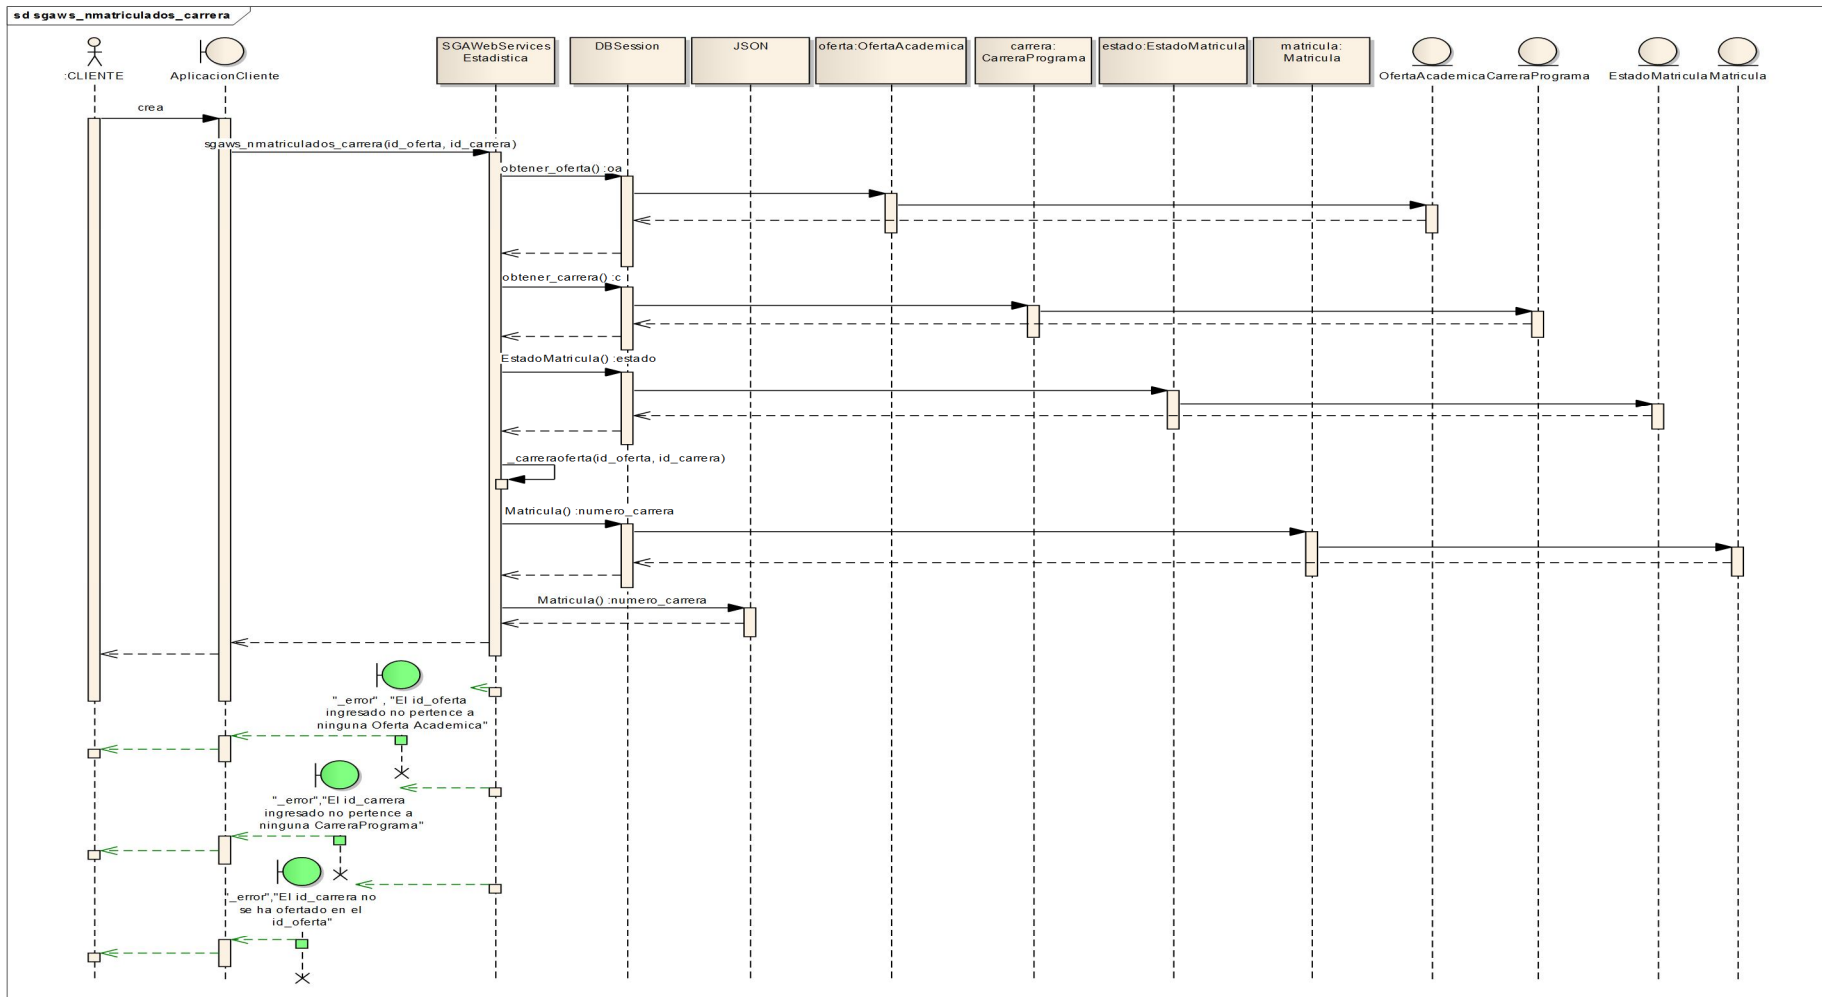 sd sgaws_nmatriculados_carrera
:CLIENTE
AplicacionCliente
SGAWebServices
Estadistica
DBSession
JSON
oferta:OfertaAcademica
carrera:
CarreraPrograma
estado:EstadoMatricula
matricula:
Matricula
OfertaAcademica
CarreraPrograma
EstadoMatricula
Matricula
crea
sgaws_nmatriculados_carrera(id_oferta, id_carrera)
obtener_oferta() :oa
obtener_carrera() :c
EstadoMatricula() :estado
_carreraoferta(id_oferta, id_carrera)
Matricula() :numero_carrera
Matricula() :numero_carrera
"_error" , "El id_oferta
ingresado no pertence a
ninguna Oferta Academica"
"_error","El id_carrera
ingresado no pertence a
ninguna CarreraPrograma"
"_error","El id_carrera no
se ha ofertado en el
id_oferta"